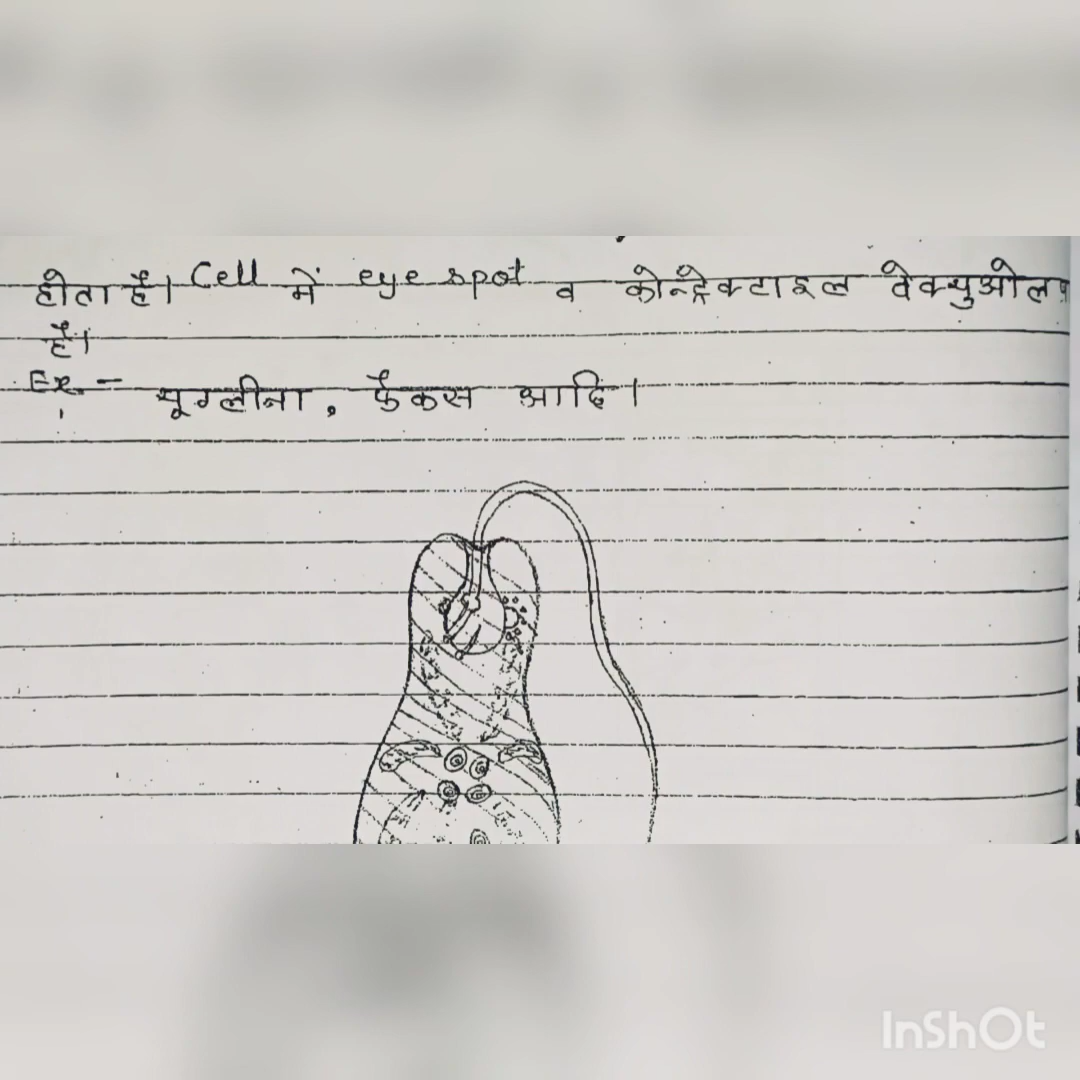 होता है। Cell में eye spot व कोन्ट्रेक्टाइल वेक्युओल
है।
Ex. - यूग्लीना, फैकस आदि।
InShOt